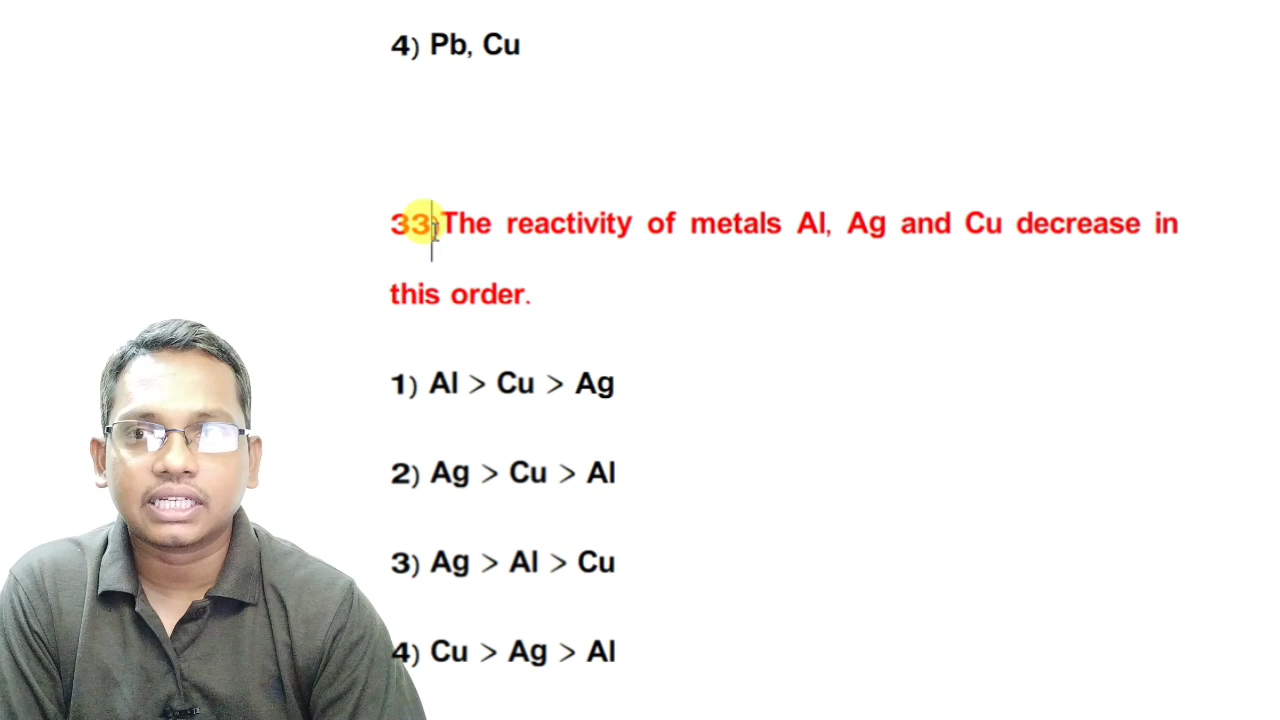 4) Pb, Cu
33)The reactivity of metals Al, Ag and Cu decrease in
this order.
1) Al > Cu > Ag
2) Ag > Cu > Al
3) Ag > Al > Cu
4) Cu > Ag > Al